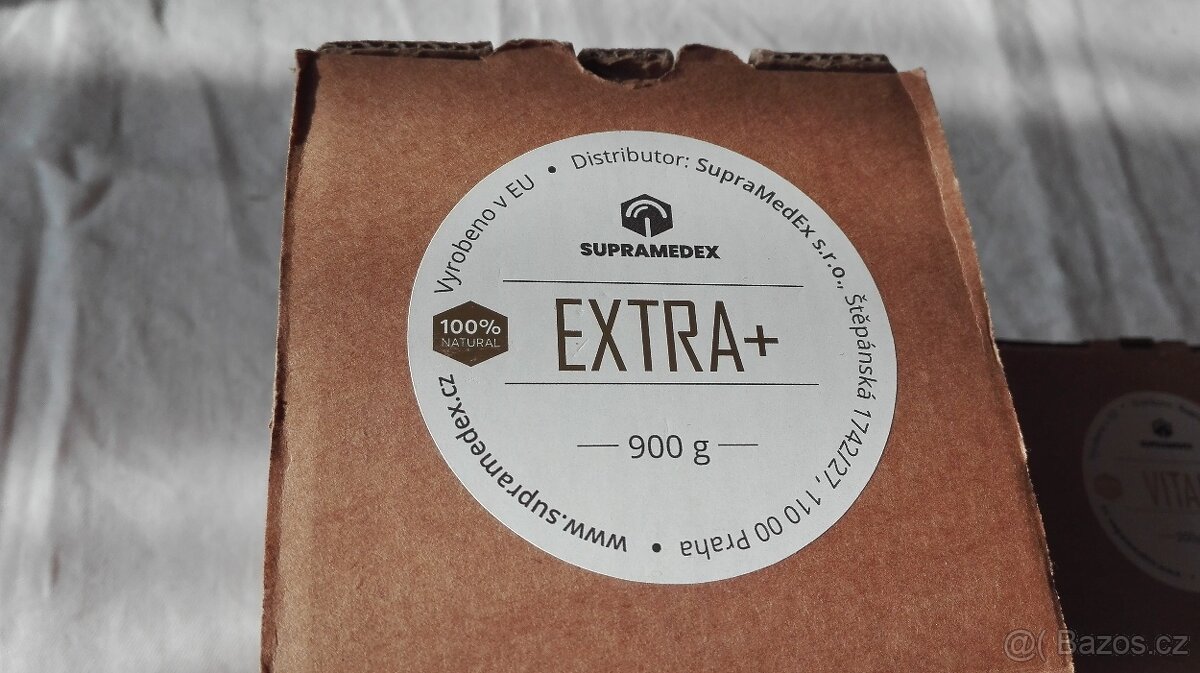 Vyrobeno v EU • Distributor: SupraMedEx s.r.o., Štěpánská 1742/27, 110 00 Praha • www.supramedex.cz
SUPRAMEDEX
100%
NATURAL
EXTRA+
900 g
SUPRAMEDEX
@( Bazos.cz